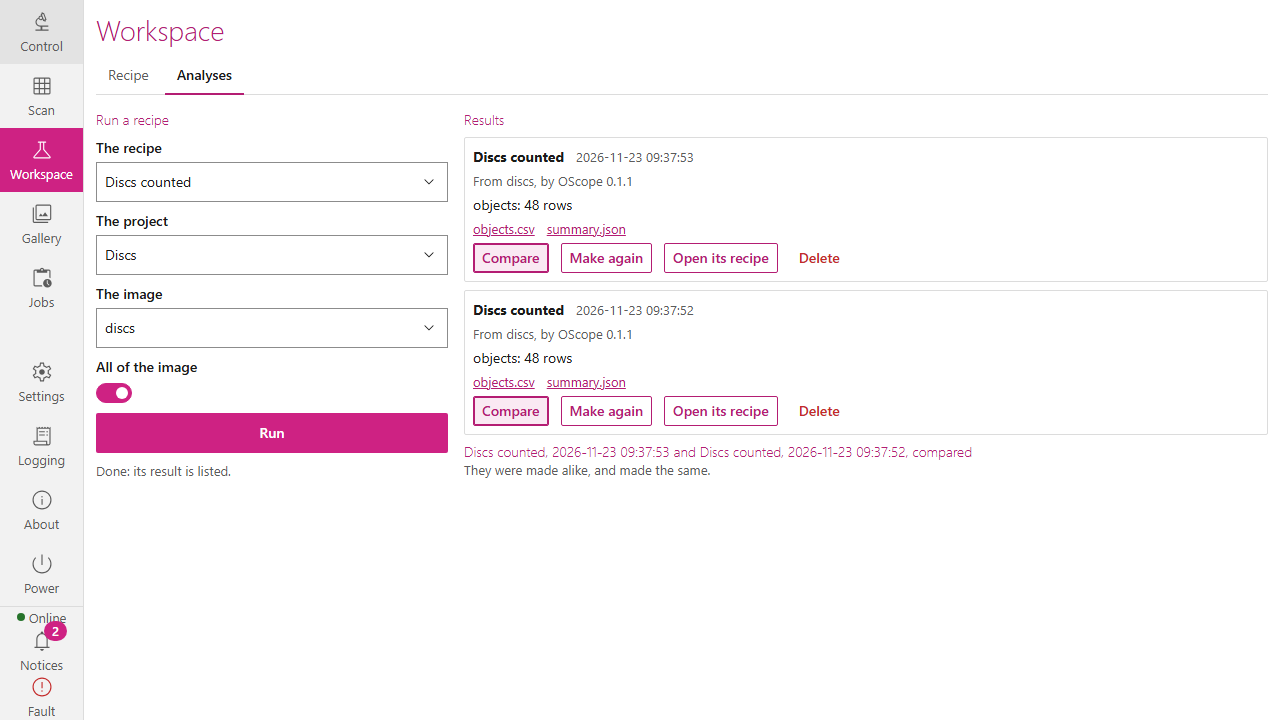 Control
Scan
Workspace
Gallery
Jobs
Settings
Logging
About
Power
Online
2
Notices
Fault
Workspace
Recipe Analyses
Run a recipe
The recipe
Discs counted
The project
Discs
The image
discs
All of the image
Run
Done: its result is listed.
Results
Discs counted 2026-11-23 09:37:53
From discs, by OScope 0.1.1
objects: 48 rows
objects.csv summary.json
Compare Make again Open its recipe Delete
Discs counted 2026-11-23 09:37:52
From discs, by OScope 0.1.1
objects: 48 rows
objects.csv summary.json
Compare Make again Open its recipe Delete
Discs counted, 2026-11-23 09:37:53 and Discs counted, 2026-11-23 09:37:52, compared
They were made alike, and made the same.